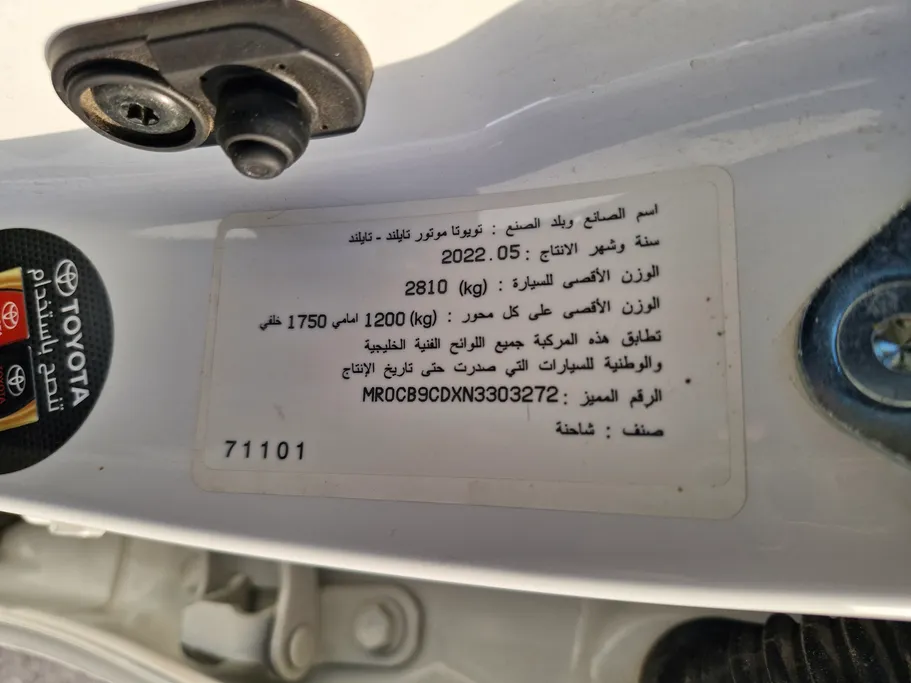 اسم الصانع وبلد الصنع : تويوتا موتور تايلند - تايلند
سنة وشهر الانتاج : 2022.05
الوزن الأقصى للسيارة : (kg) 2810
الوزن الأقصى على كل محور : (kg) 1200 امامي 1750 خلفي
تطابق هذه المركبة جميع اللوائح الفنية الخليجية
والوطنية للسيارات التي صدرت حتى تاريخ الإنتاج
الرقم المميز : MR0CB9CDXN3303272
صنف : شاحنة
71101
TOYOTA
تنصح باستخدام